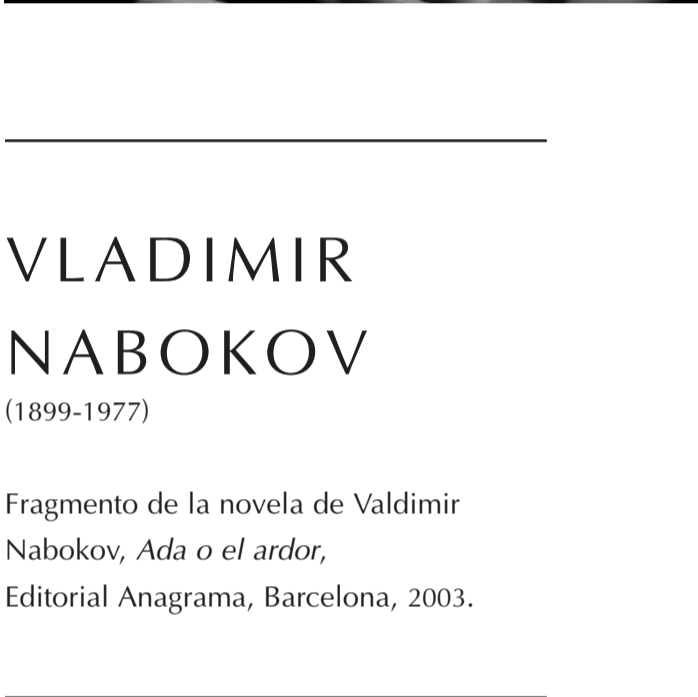 VLADIMIR
NABOKOV
(1899-1977)
Fragmento de la novela de Valdimir
Nabokov, Ada o el ardor,
Editorial Anagrama, Barcelona, 2003.